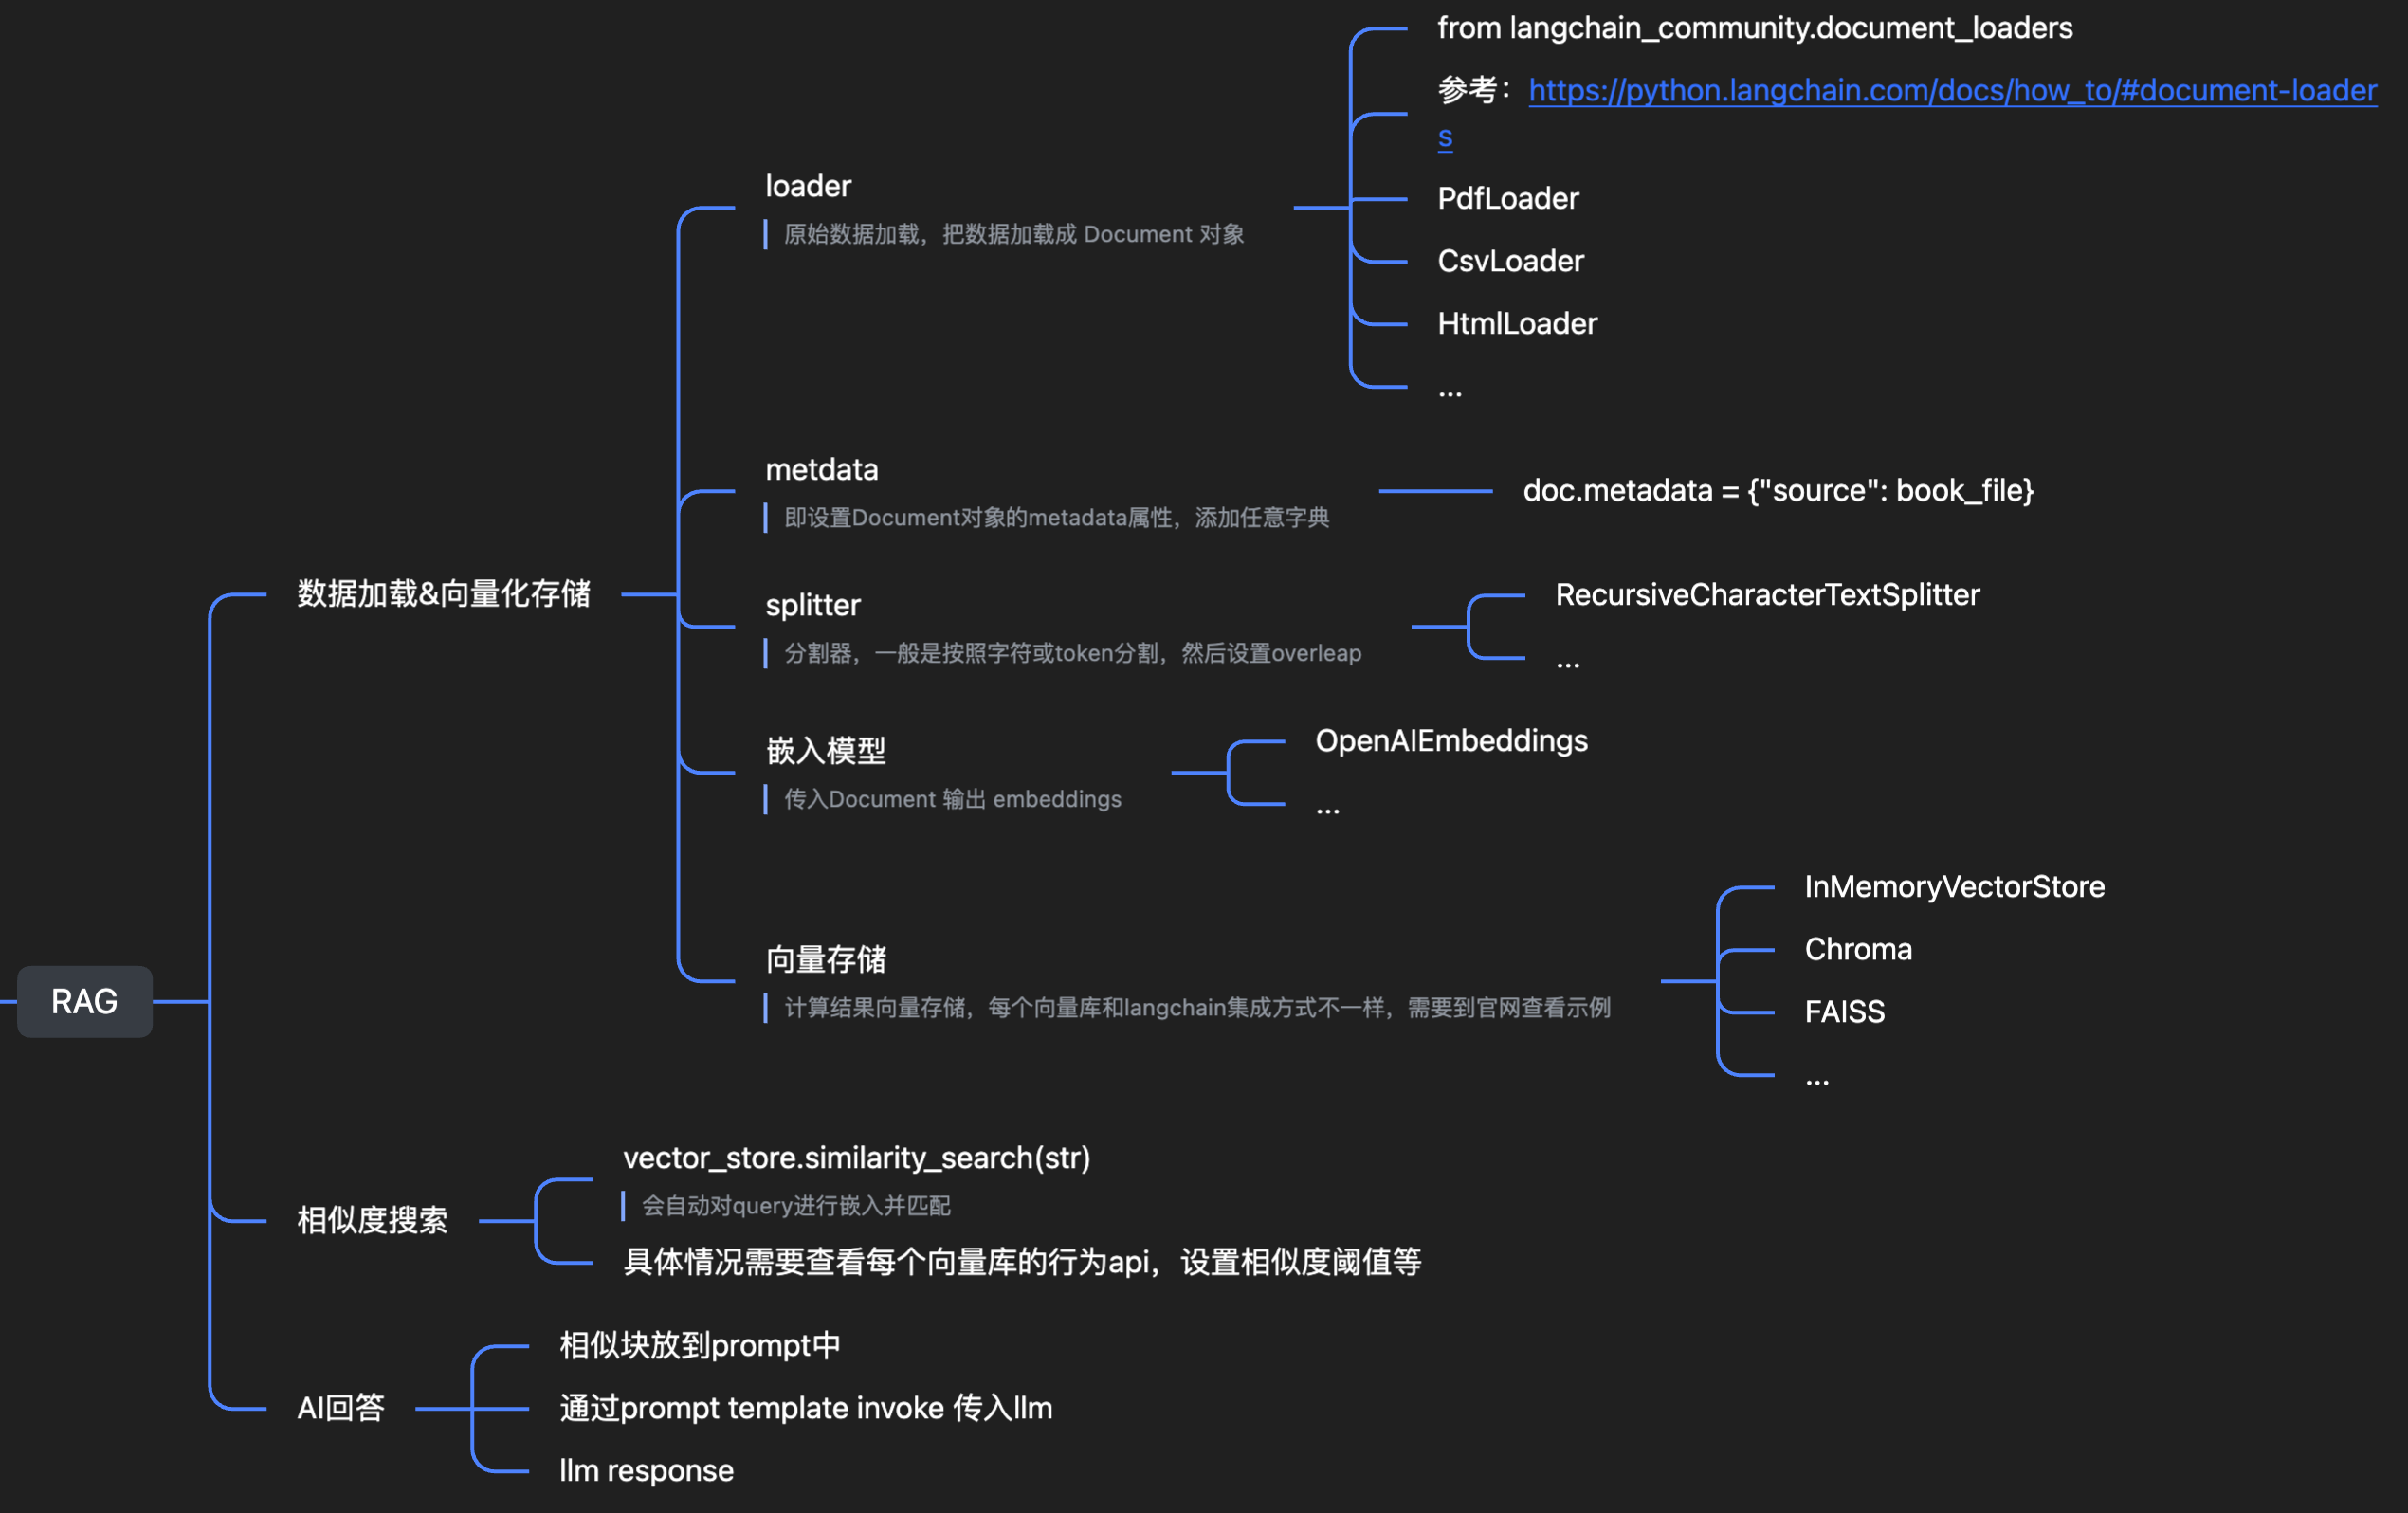 RAG
数据加载&向量化存储
loader
原始数据加载，把数据加载成 Document 对象
from langchain_community.document_loaders
参考：https://python.langchain.com/docs/how_to/#document-loader
s
PdfLoader
CsvLoader
HtmlLoader
...
metdata
即设置Document对象的metadata属性，添加任意字典
doc.metadata = {"source": book_file}
splitter
分割器，一般是按照字符或token分割，然后设置overleap
RecursiveCharacterTextSplitter
...
嵌入模型
传入Document 输出 embeddings
OpenAIEmbeddings
...
向量存储
计算结果向量存储，每个向量库和langchain集成方式不一样，需要到官网查看示例
InMemoryVectorStore
Chroma
FAISS
...
相似度搜索
vector_store.similarity_search(str)
会自动对query进行嵌入并匹配
具体情况需要查看每个向量库的行为api，设置相似度阈值等
AI回答
相似块放到prompt中
通过prompt template invoke 传入llm
llm response